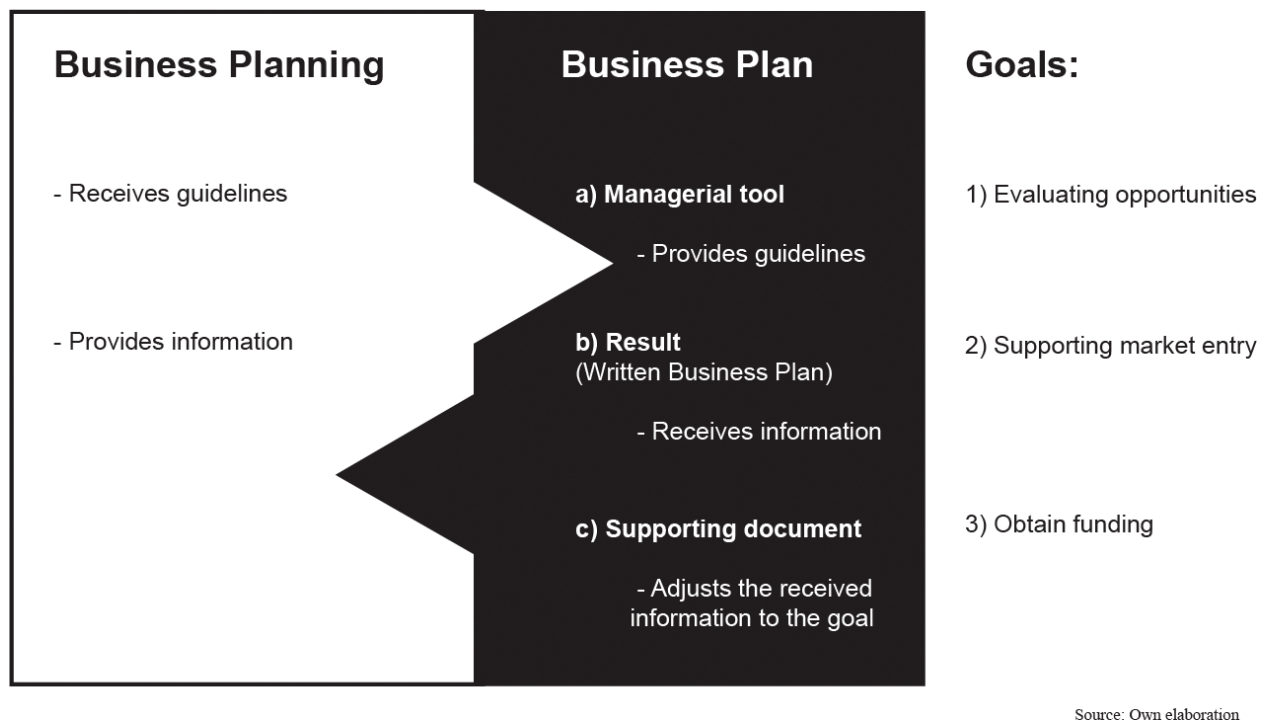 Business Planning
- Receives guidelines
- Provides information
Business Plan
a) Managerial tool
- Provides guidelines
b) Result
(Written Business Plan)
- Receives information
c) Supporting document
- Adjusts the received
information to the goal
Goals:
1) Evaluating opportunities
2) Supporting market entry
3) Obtain funding
Source: Own elaboration